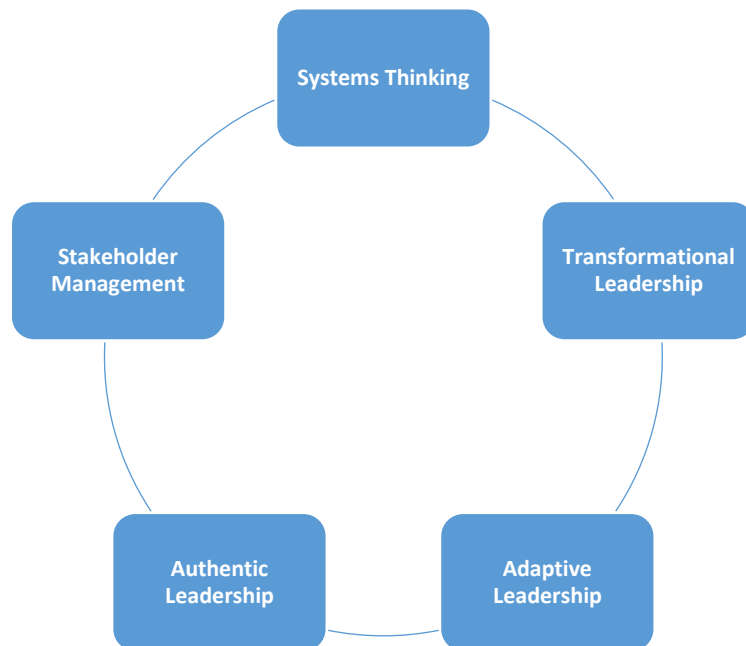 Systems Thinking
Stakeholder
Management
Transformational
Leadership
Authentic
Leadership
Adaptive
Leadership